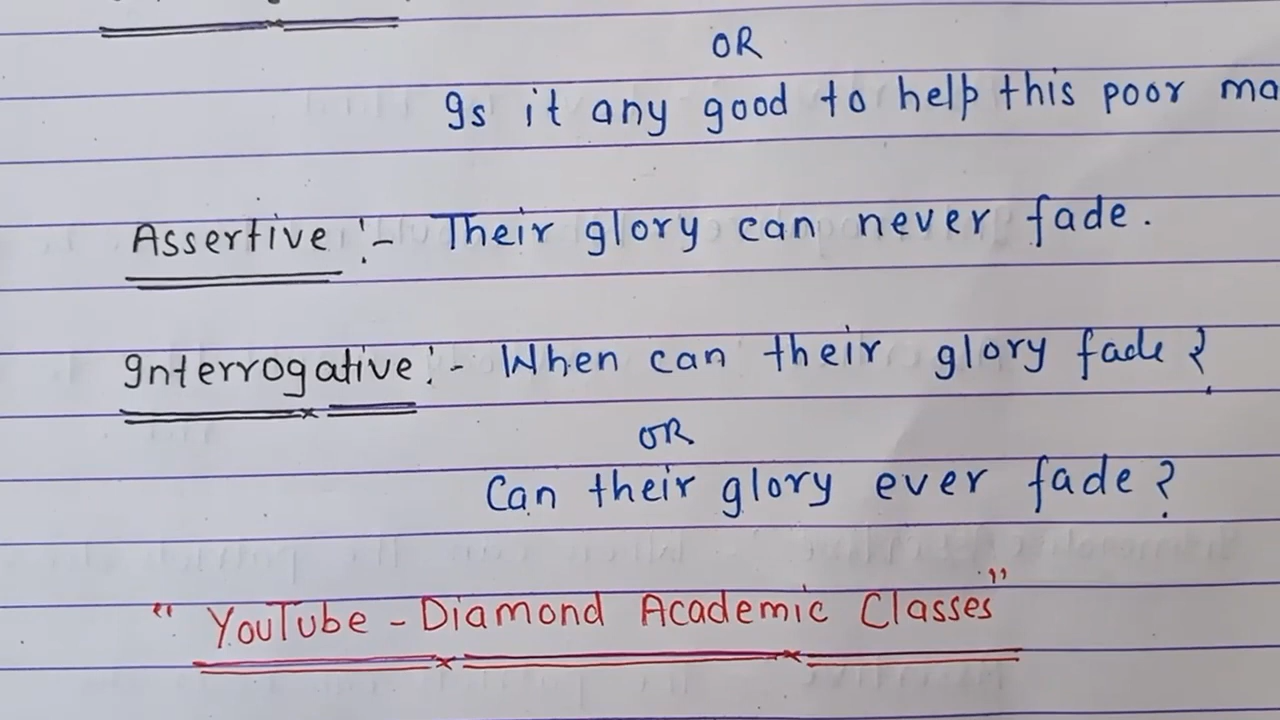 OR
Is it any good to help this poor ma
Assertive :- Their glory can never fade.
Interrogative :- When can their glory fade ?
OR
Can their glory ever fade ?
"YouTube - Diamond Academic Classes"